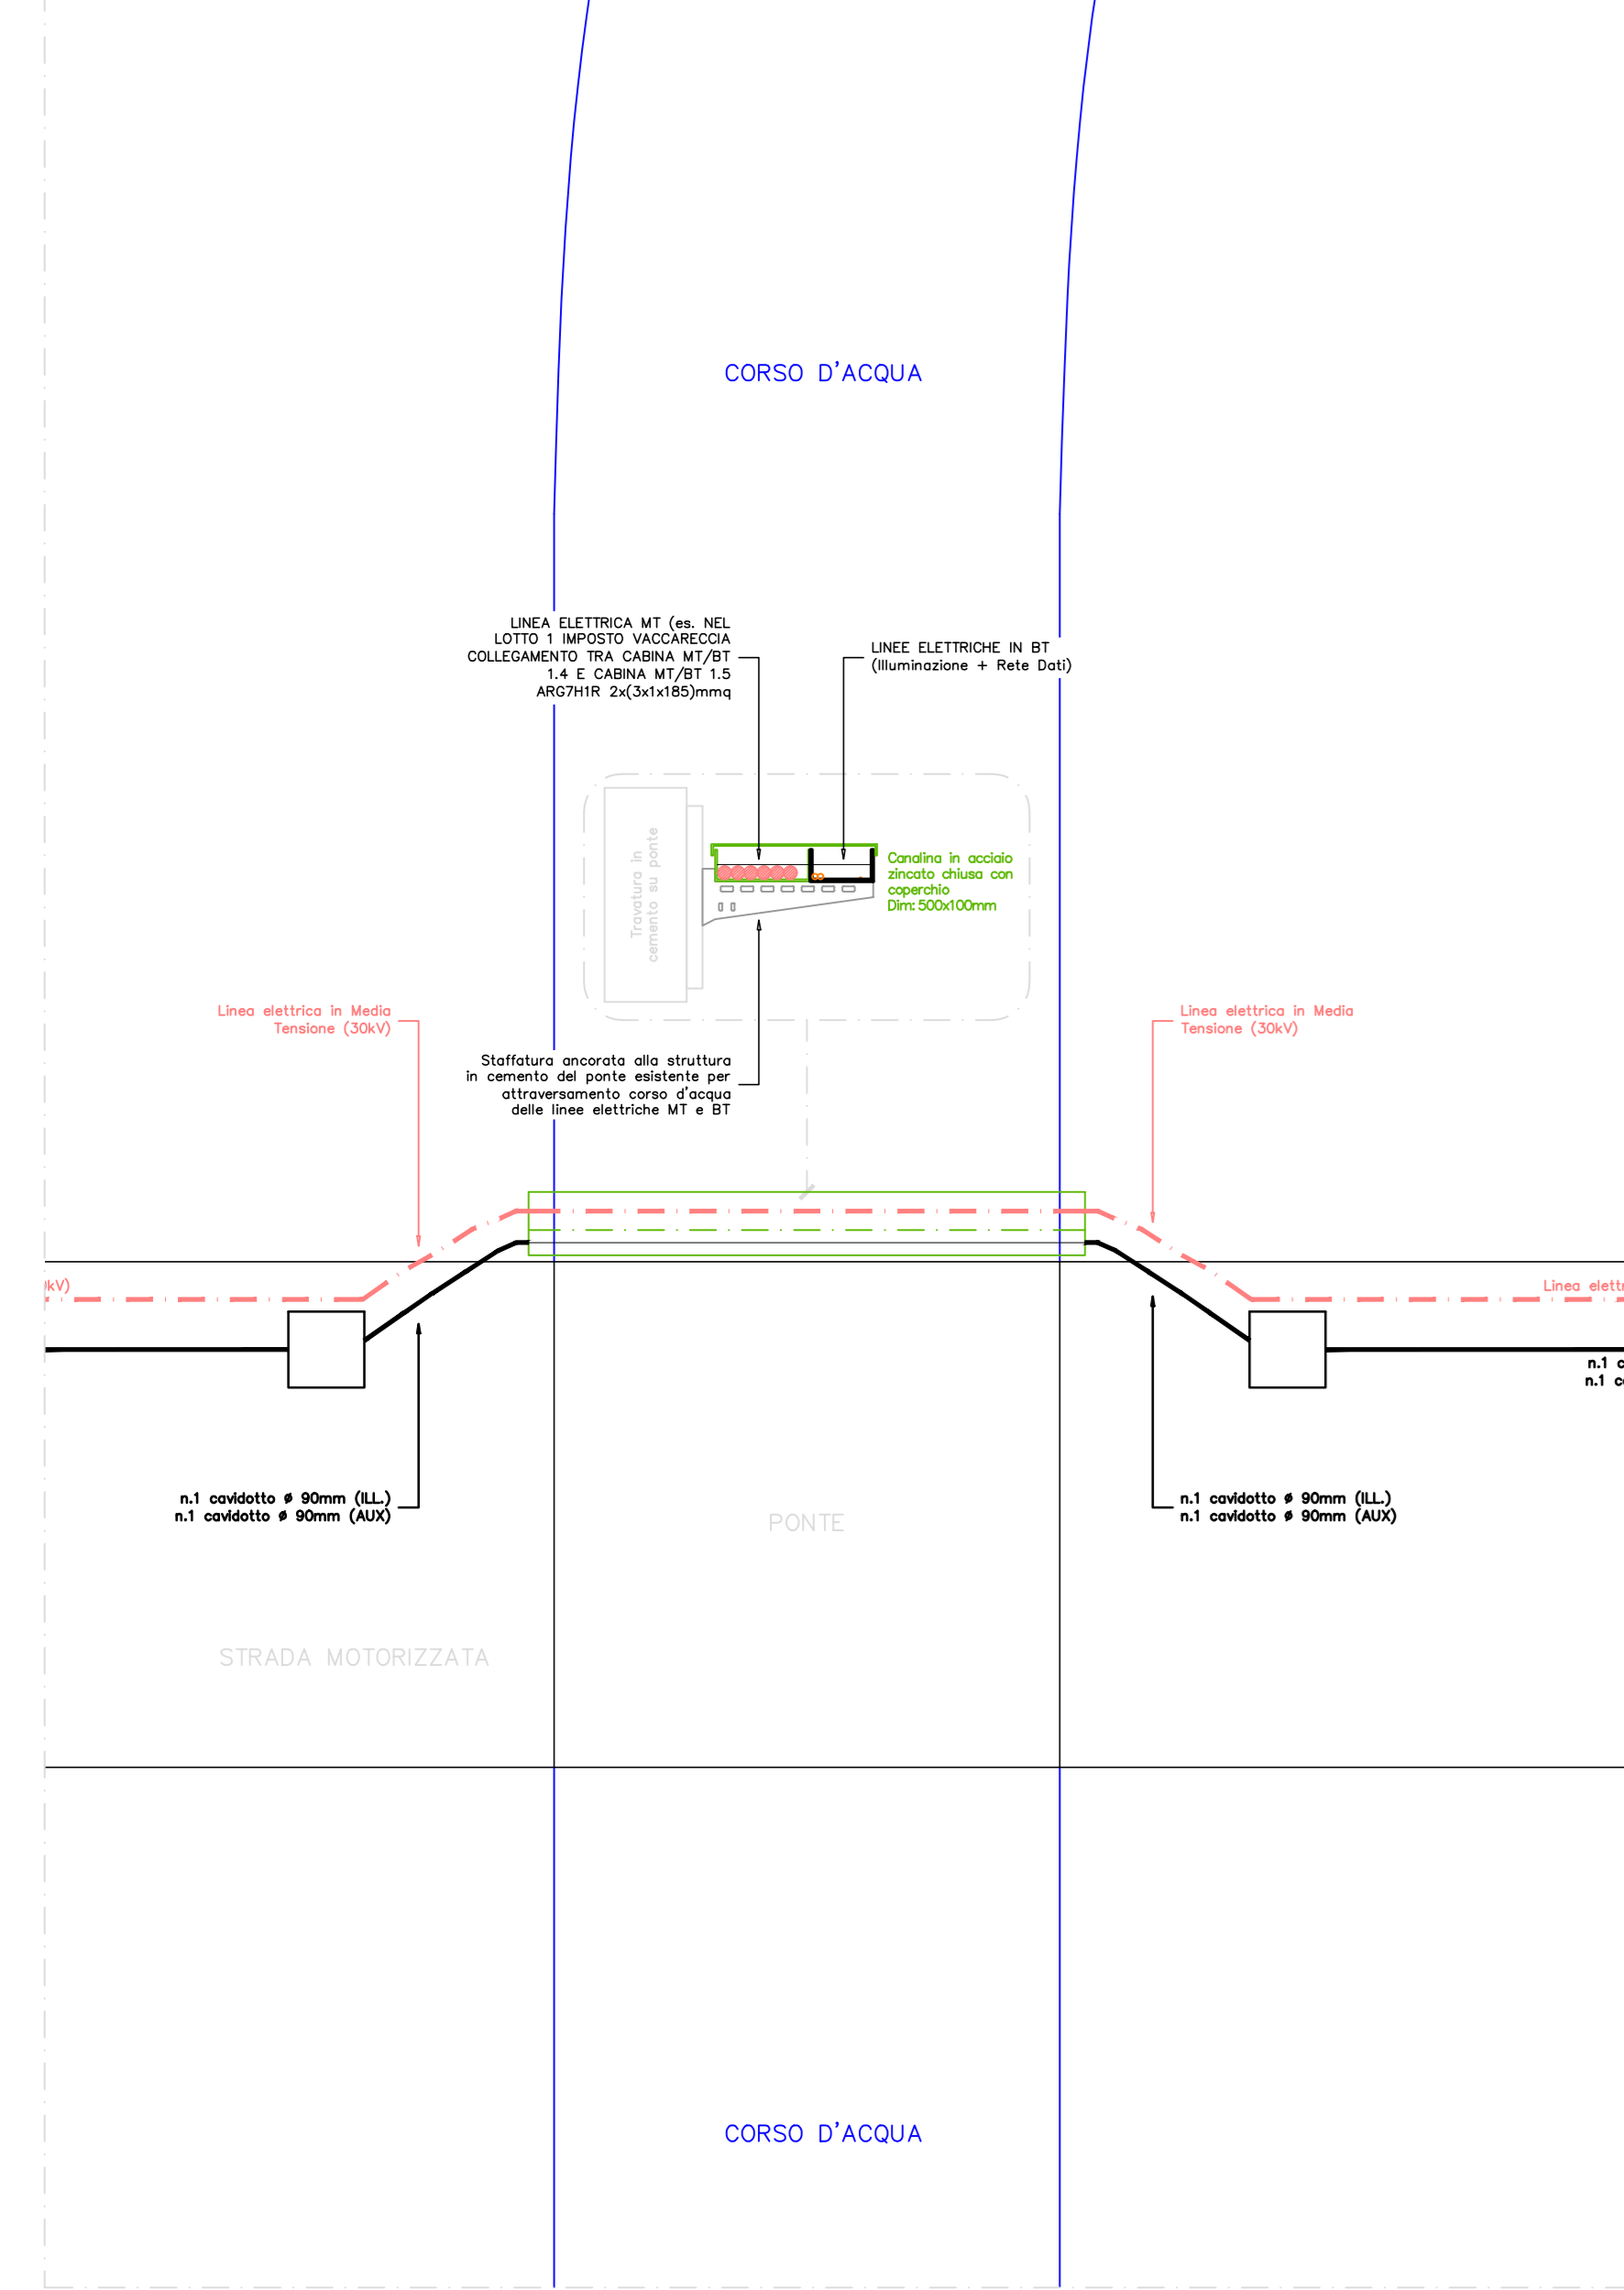 CORSO D'ACQUA
LINEA ELETTRICA MT (es. NEL
LOTTO 1 IMPOSTO VACCARECCIA
COLLEGAMENTO TRA CABINA MT/BT
1.4 E CABINA MT/BT 1.5
ARG7H1R 2x(3x1x185)mmq
LINEE ELETTRICHE IN BT
(Illuminazione + Rete Dati)
Travatura in
cemento su ponte
Canalina in acciaio
zincato chiusa con
coperchio
Dim: 500x100mm
Linea elettrica in Media
Tensione (30kV)
Linea elettrica in Media
Tensione (30kV)
Staffatura ancorata alla struttura
in cemento del ponte esistente per
attraversamento corso d'acqua
delle linee elettriche MT e BT
kV)
Linea
n.1
n.1
n.1 cavidotto ø 90mm (ILL.)
n.1 cavidotto ø 90mm (AUX)
n.1 cavidotto ø 90mm (ILL.)
n.1 cavidotto ø 90mm (AUX)
PONTE
STRADA MOTORIZZATA
CORSO D'ACQUA